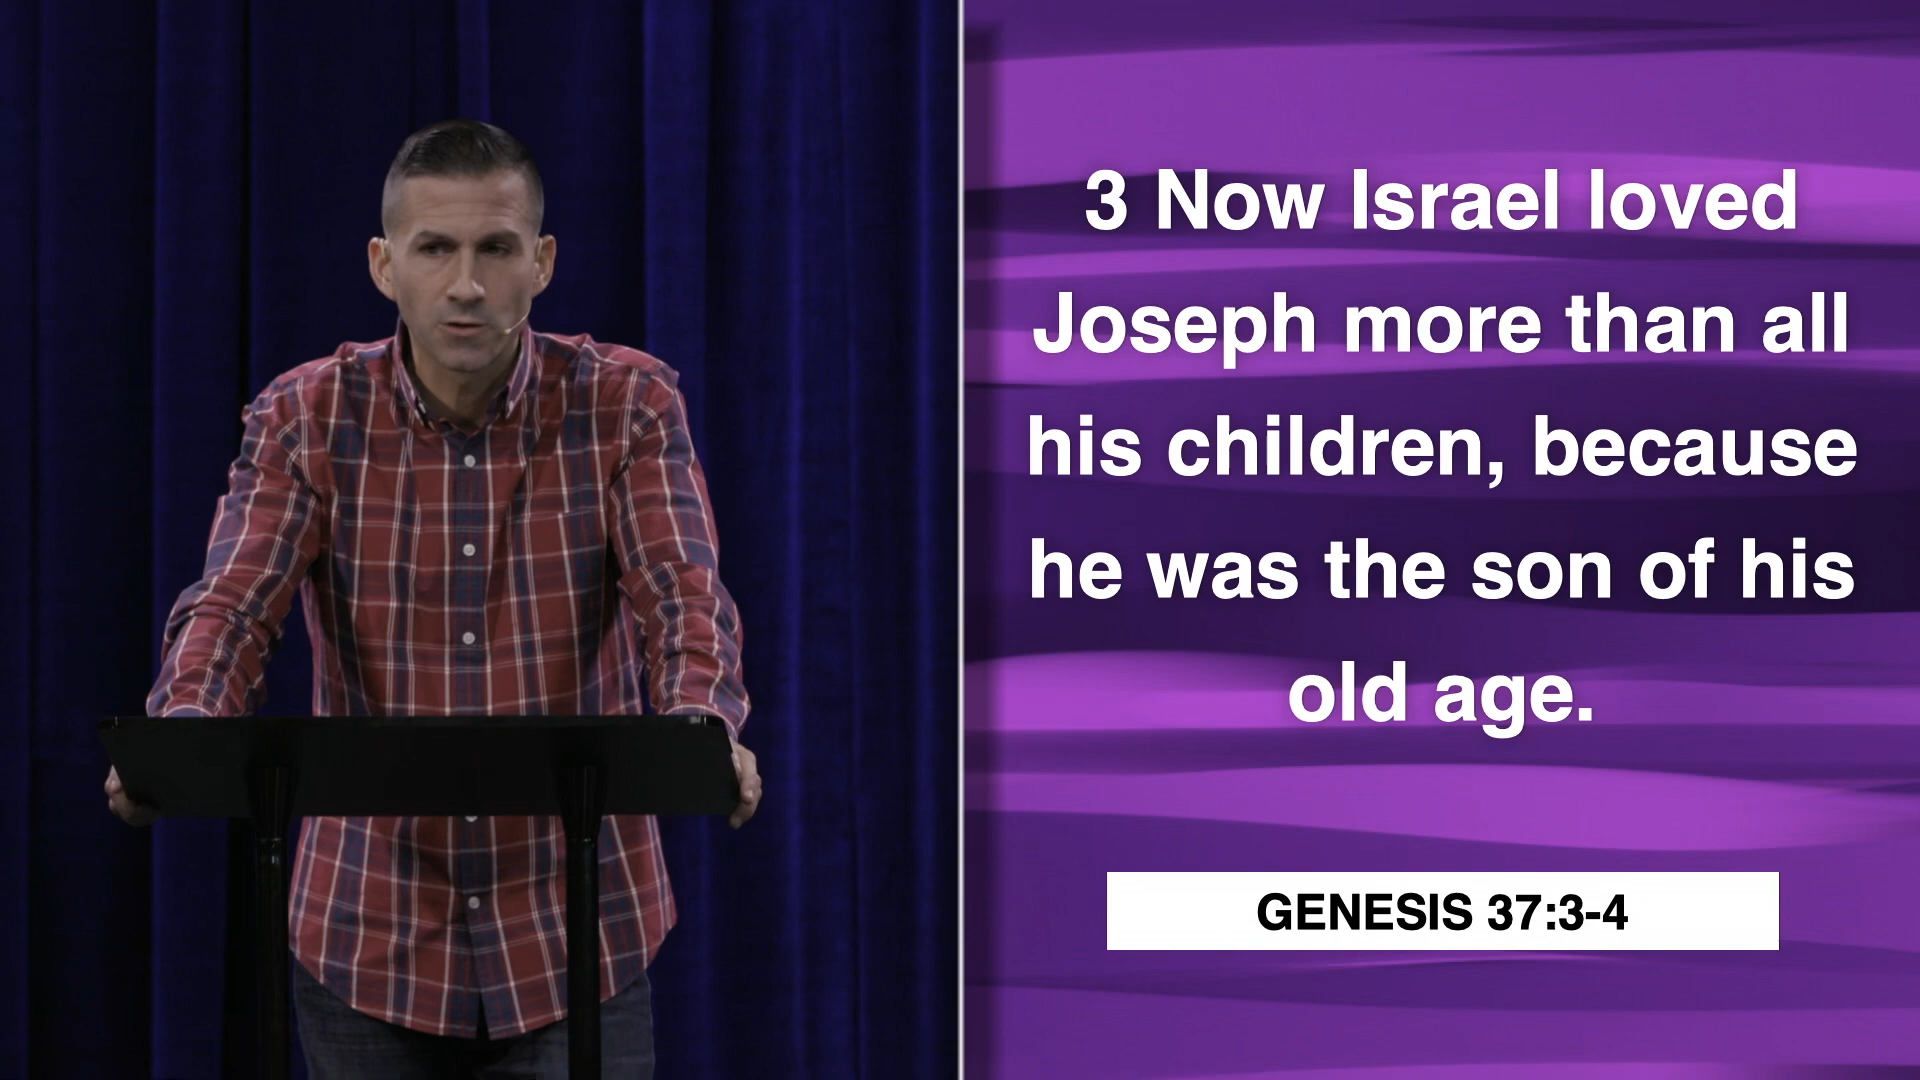 3 Now Israel loved
Joseph more than all
his children, because
he was the son of his
old age.
GENESIS 37:3-4